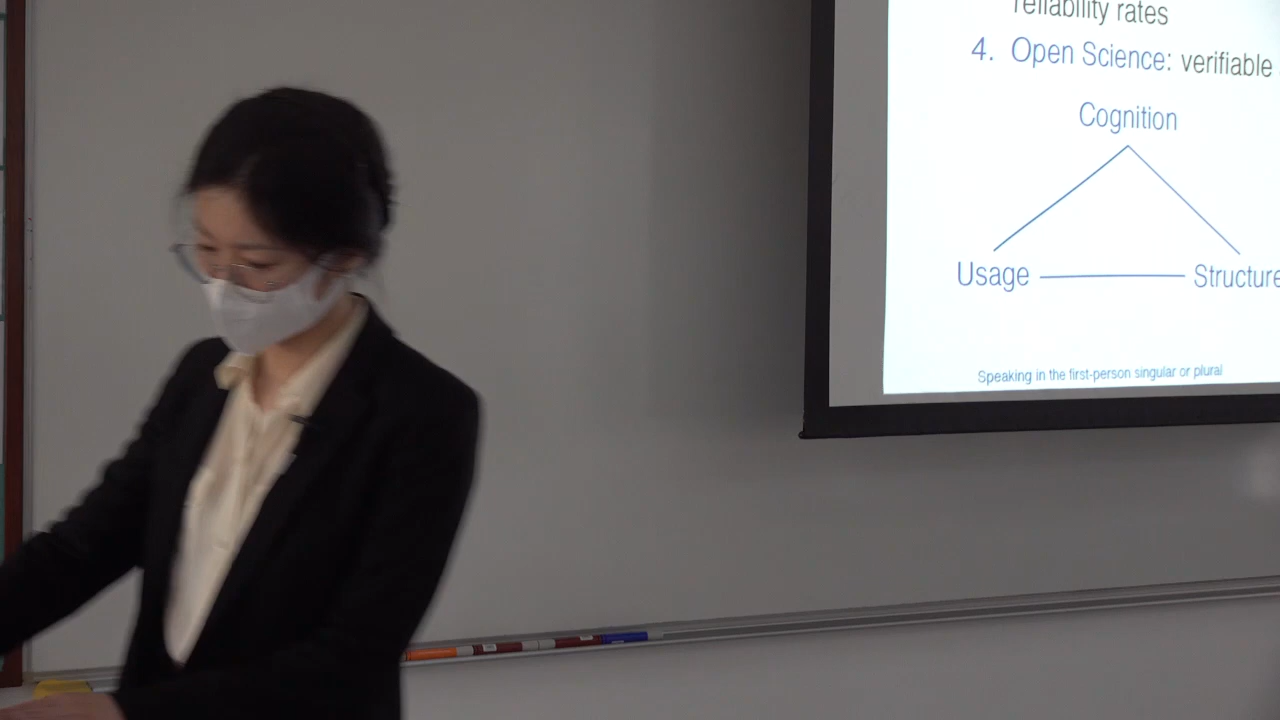 reliability rates
4. Open Science: verifiable
Cognition
Usage
Structure
Speaking in the first-person singular or plural